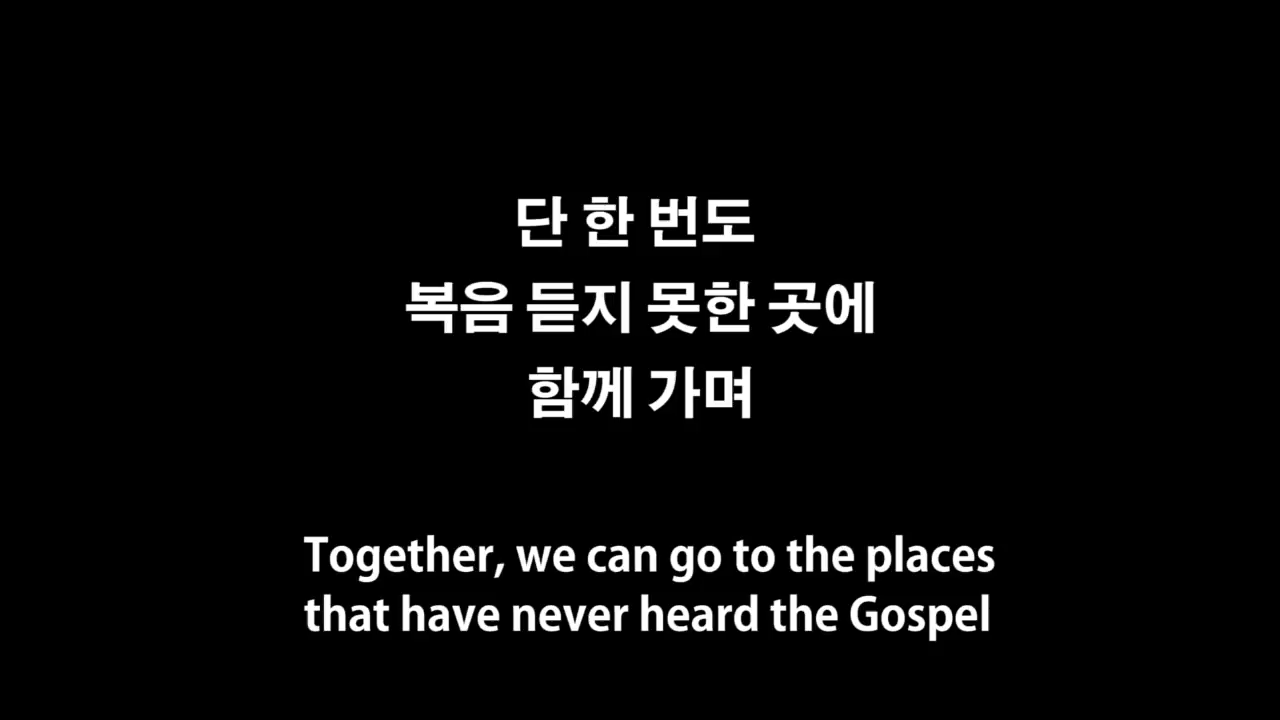 단 한 번도
복음 듣지 못한 곳에
함께 가며
Together, we can go to the places
that have never heard the Gospel